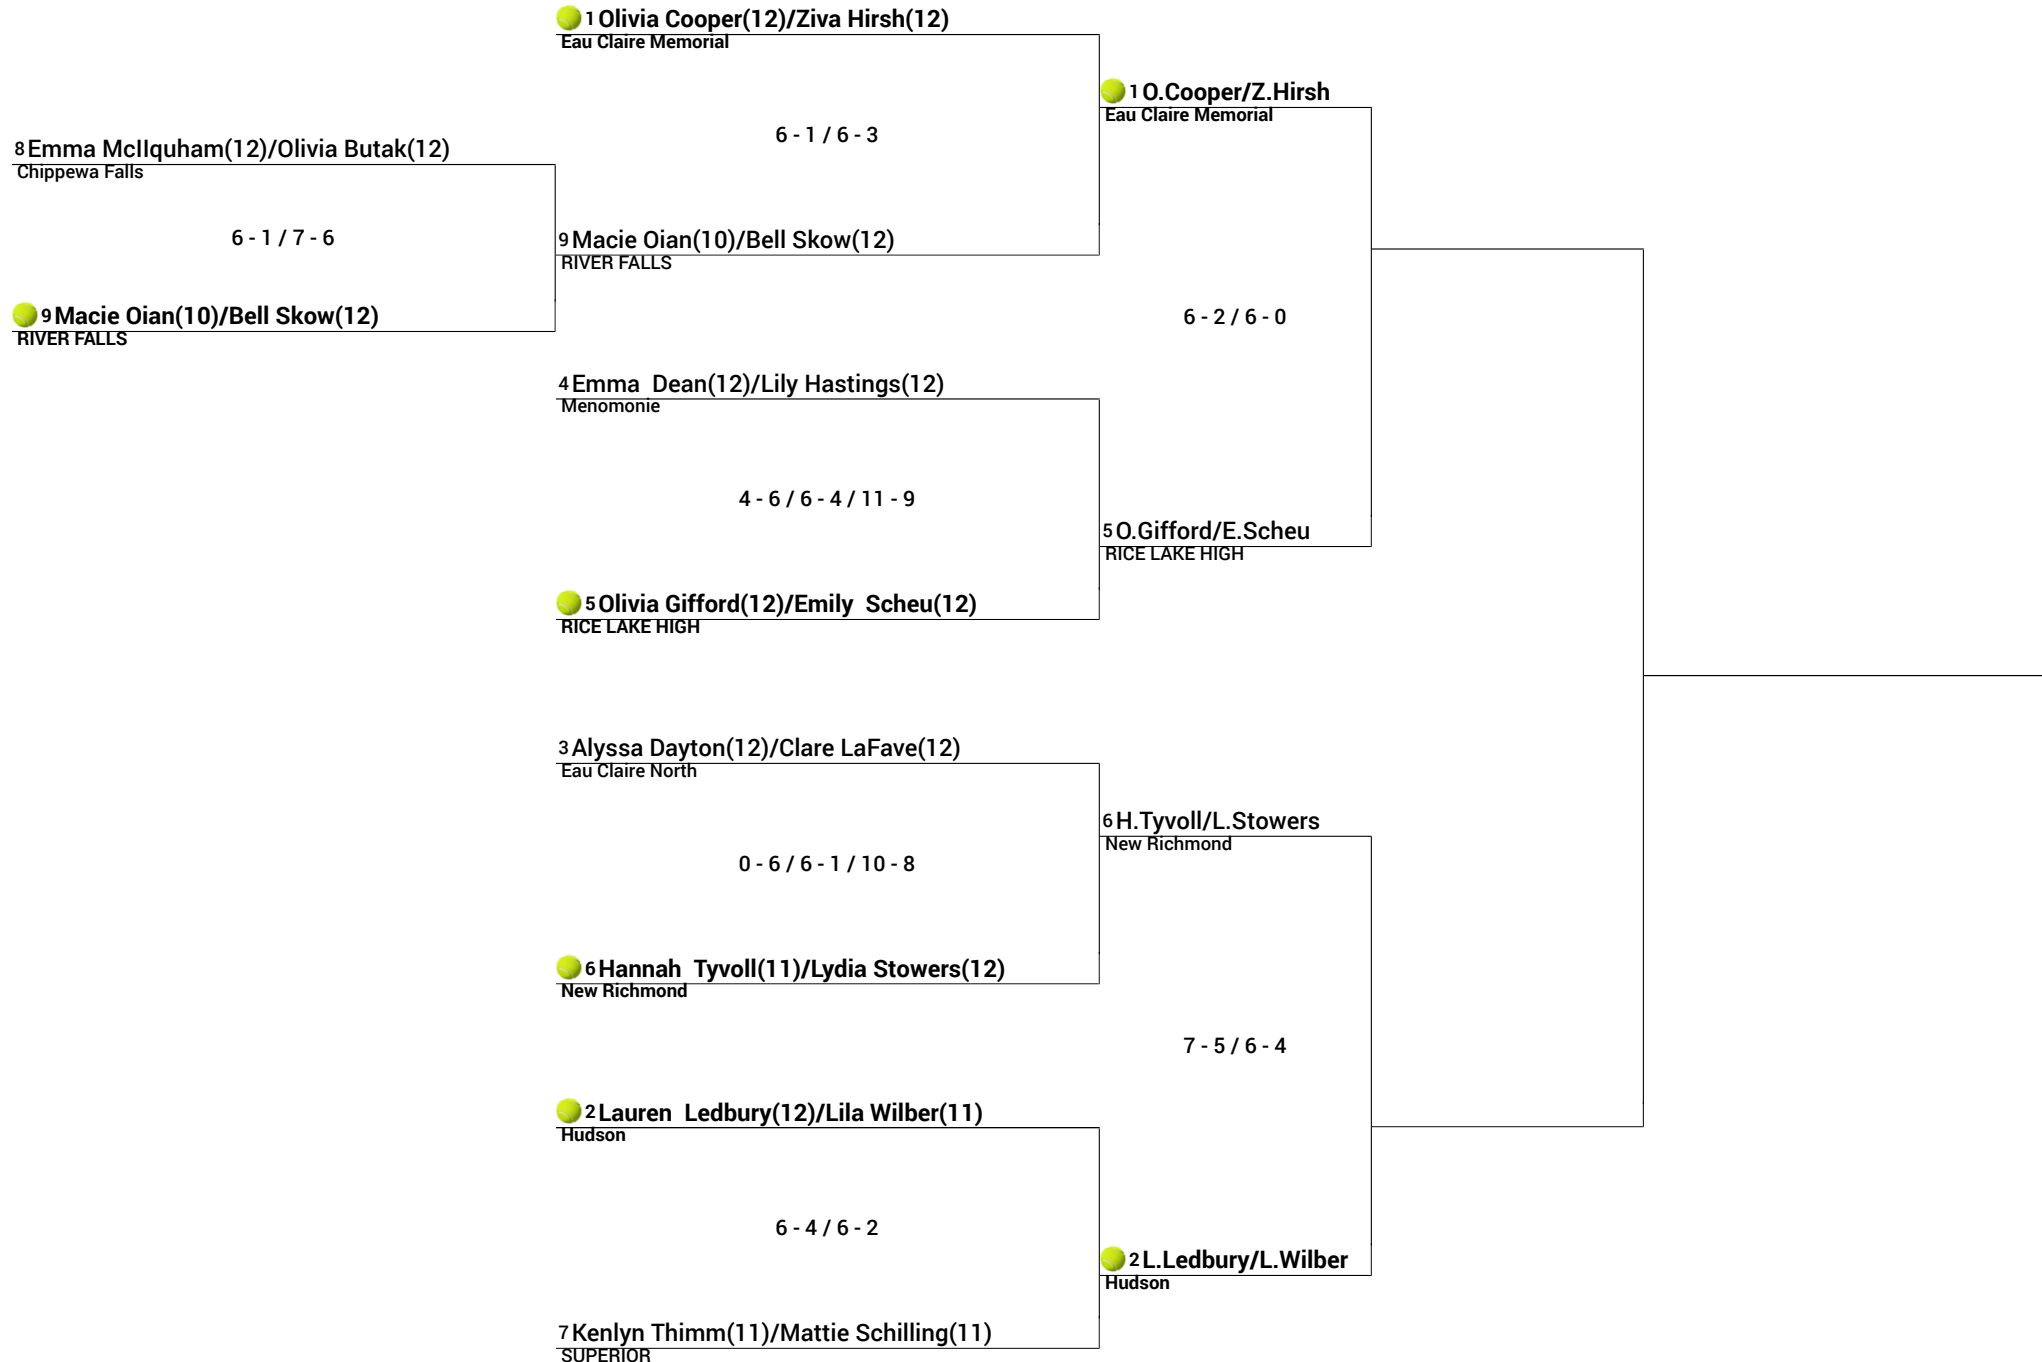 1 Olivia Cooper(12)/Ziva Hirsh(12)
Eau Claire Memorial
6 - 1 / 6 - 3
1 O.Cooper/Z.Hirsh
Eau Claire Memorial
8 Emma McIlquham(12)/Olivia Butak(12)
Chippewa Falls
6 - 1 / 7 - 6
9 Macie Oian(10)/Bell Skow(12)
RIVER FALLS
9 Macie Oian(10)/Bell Skow(12)
RIVER FALLS
6 - 2 / 6 - 0
4 Emma  Dean(12)/Lily Hastings(12)
Menomonie
4 - 6 / 6 - 4 / 11 - 9
5 O.Gifford/E.Scheu
RICE LAKE HIGH
5 Olivia Gifford(12)/Emily  Scheu(12)
RICE LAKE HIGH
3 Alyssa Dayton(12)/Clare LaFave(12)
Eau Claire North
6 H.Tyvoll/L.Stowers
New Richmond
0 - 6 / 6 - 1 / 10 - 8
6 Hannah  Tyvoll(11)/Lydia Stowers(12)
New Richmond
7 - 5 / 6 - 4
2 Lauren  Ledbury(12)/Lila Wilber(11)
Hudson
6 - 4 / 6 - 2
2 L.Ledbury/L.Wilber
Hudson
7 Kenlyn Thimm(11)/Mattie Schilling(11)
SUPERIOR